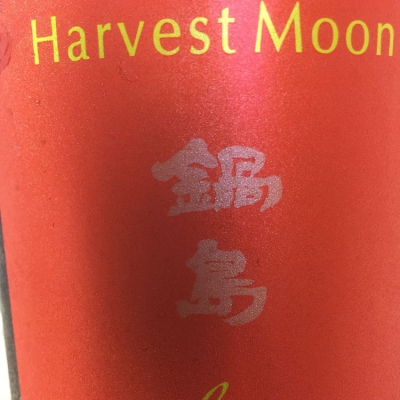 Harvest Moon
鍋
島